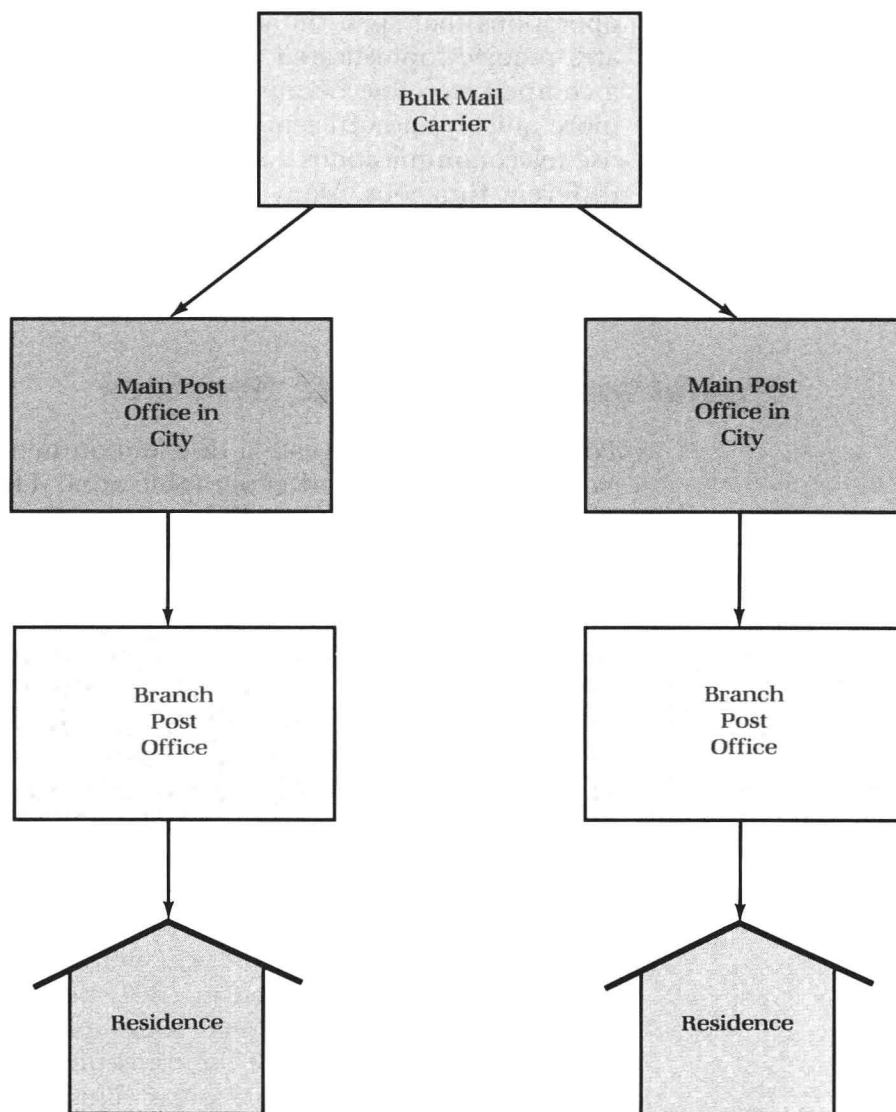 Bulk Mail
Carrier
Main Post
Office in
City
Main Post
Office in
City
Branch
Post
Office
Branch
Post
Office
Residence
Residence